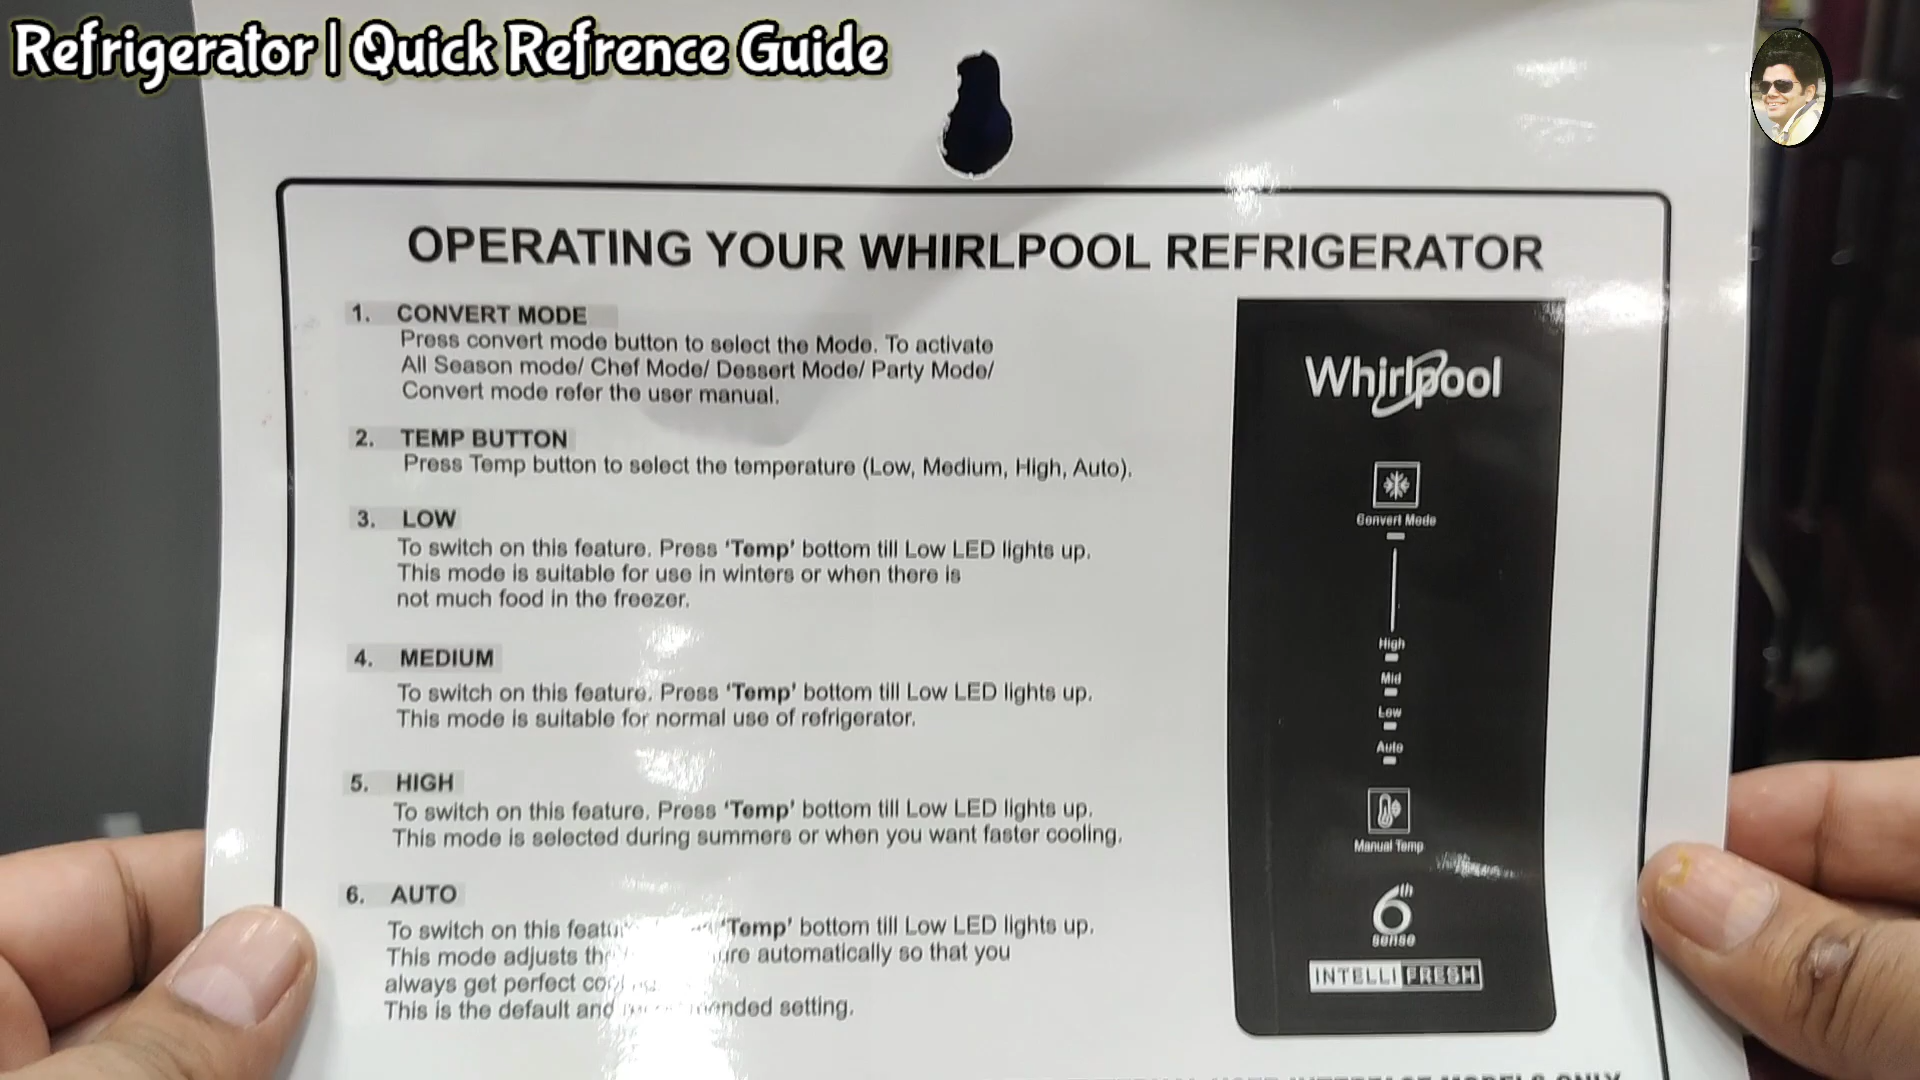 Refrigerator | Quick Refrence Guide
OPERATING YOUR WHIRLPOOL REFRIGERATOR
1. CONVERT MODE
Press convert mode button to select the Mode. To activate
All Season mode/ Chef Mode/ Dessert Mode/ Party Mode/
Convert mode refer the user manual.
2. TEMP BUTTON
Press Temp button to select the temperature (Low, Medium, High, Auto).
3. LOW
To switch on this feature. Press 'Temp' bottom till Low LED lights up.
This mode is suitable for use in winters or when there is
not much food in the freezer.
4. MEDIUM
To switch on this feature. Press 'Temp' bottom till Low LED lights up.
This mode is suitable for normal use of refrigerator.
5. HIGH
To switch on this feature. Press 'Temp' bottom till Low LED lights up.
This mode is selected during summers or when you want faster cooling.
6. AUTO
To switch on this 'Temp' bottom till Low LED lights up.
This mode adjusts automatically so that you
always get perfect
This is the default and setting.
Whirlpool
Convert Mode
High
Mid
Low
Auto
Manual Temp
6th
sense
INTELLI FRESH